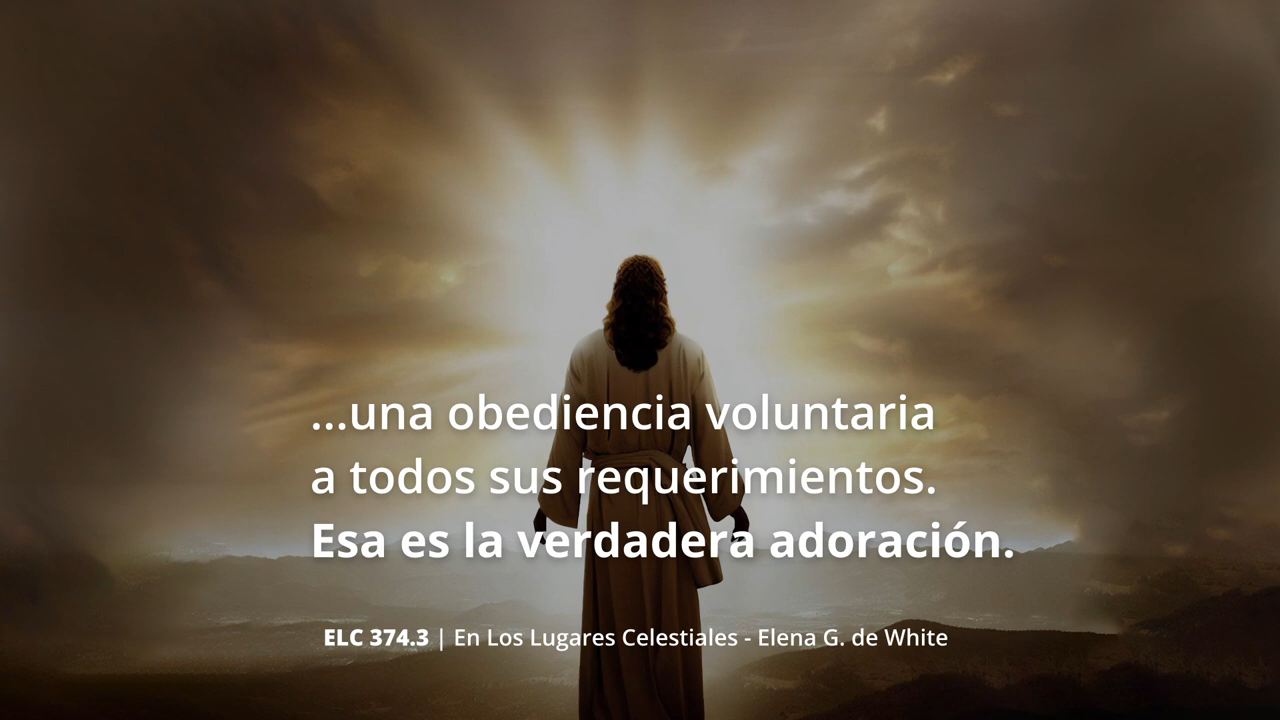 ...una obediencia voluntaria
a todos sus requerimientos.
Esa es la verdadera adoración.
ELC 374.3 | En Los Lugares Celestiales - Elena G. de White